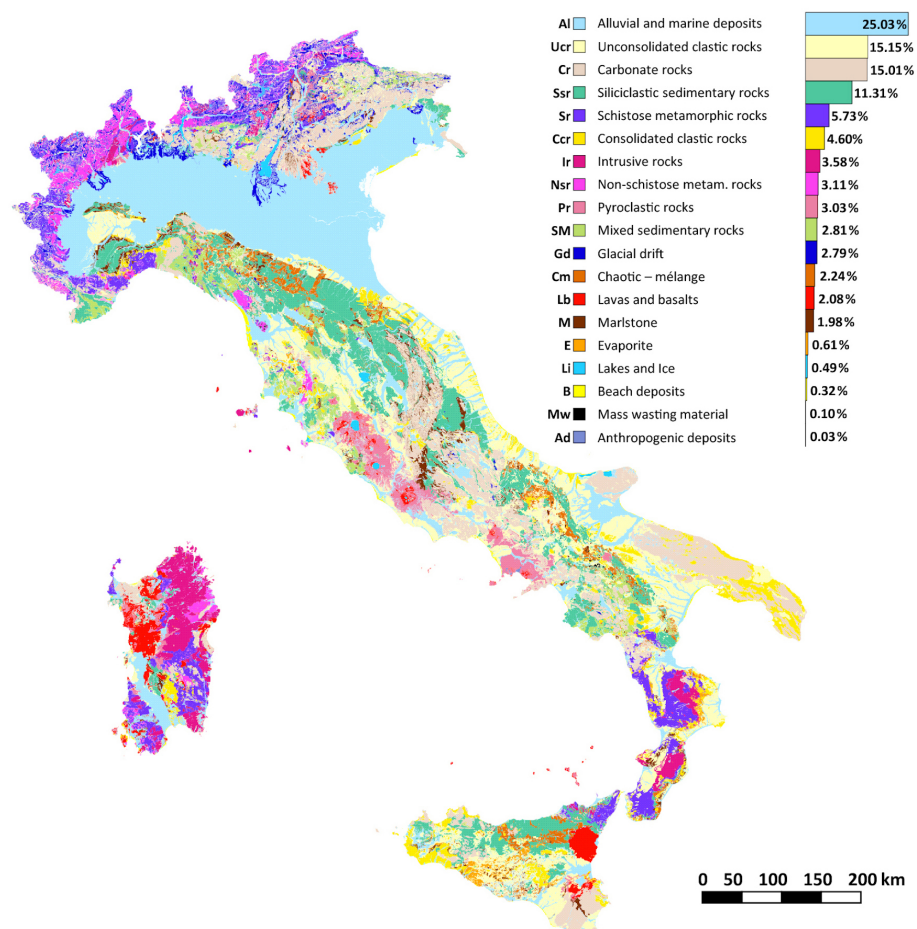 Al Alluvial and marine deposits 25.03%
Ucr Unconsolidated clastic rocks 15.15%
Cr Carbonate rocks 15.01%
Ssr Siliciclastic sedimentary rocks 11.31%
Sr Schistose metamorphic rocks 5.73%
Ccr Consolidated clastic rocks 4.60%
Ir Intrusive rocks 3.58%
Nsr Non-schistose metam. rocks 3.11%
Pr Pyroclastic rocks 3.03%
SM Mixed sedimentary rocks 2.81%
Gd Glacial drift 2.79%
Cm Chaotic – mélange 2.24%
Lb Lavas and basalts 2.08%
M Marlstone 1.98%
E Evaporite 0.61%
Li Lakes and Ice 0.49%
B Beach deposits 0.32%
Mw Mass wasting material 0.10%
Ad Anthropogenic deposits 0.03%
0 50 100 150 200 km